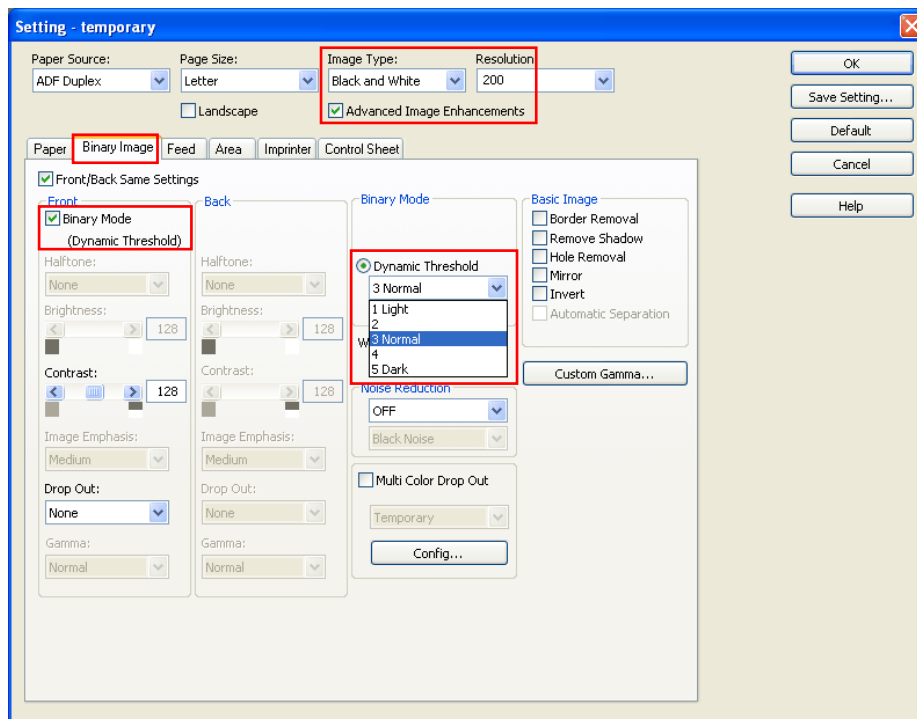 Setting - temporary
Paper Source: Page Size: Image Type: Resolution
ADF Duplex Letter Black and White 200
Landscape Advanced Image Enhancements
OK
Save Setting...
Default
Cancel
Help
Paper Binary Image Feed Area Imprinter Control Sheet
Front/Back Same Settings
Front
Binary Mode
(Dynamic Threshold)
Halftone:
None
Brightness:
128
Contrast:
128
Image Emphasis:
Medium
Drop Out:
None
Gamma:
Normal
Back
Halftone:
None
Brightness:
128
Contrast:
128
Image Emphasis:
Medium
Drop Out:
None
Gamma:
Normal
Binary Mode
Dynamic Threshold
3 Normal
1 Light
2
3 Normal
4
5 Dark
W
Noise Reduction
OFF
Black Noise
Multi Color Drop Out
Temporary
Config...
Basic Image
Border Removal
Remove Shadow
Hole Removal
Mirror
Invert
Automatic Separation
Custom Gamma...